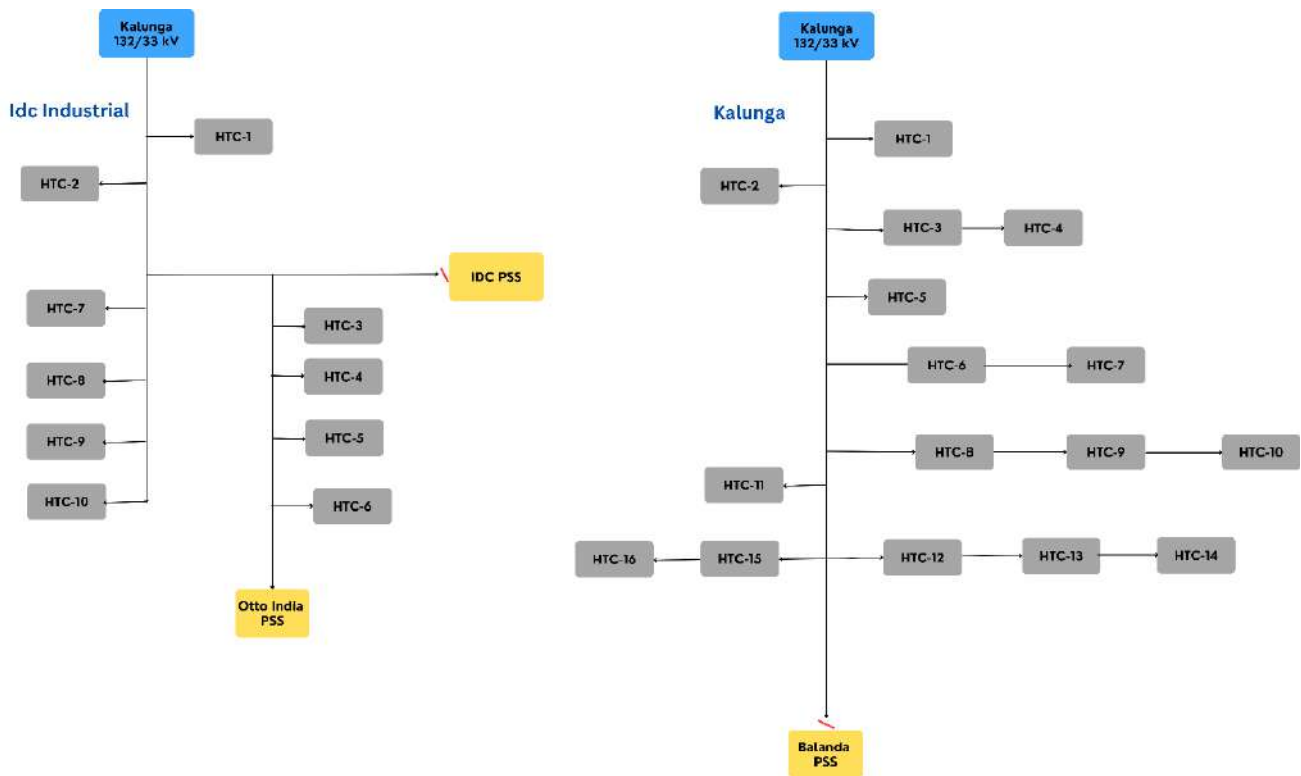 Kalunga
132/33 kV
Idc Industrial
HTC-1
HTC-2
IDC PSS
HTC-7
HTC-3
HTC-8
HTC-4
HTC-9
HTC-5
HTC-10
HTC-6
Otto India
PSS
Kalunga
132/33 kV
Kalunga
HTC-1
HTC-2
HTC-3
HTC-4
HTC-5
HTC-6
HTC-7
HTC-8
HTC-9
HTC-10
HTC-11
HTC-16
HTC-15
HTC-12
HTC-13
HTC-14
Balanda
PSS